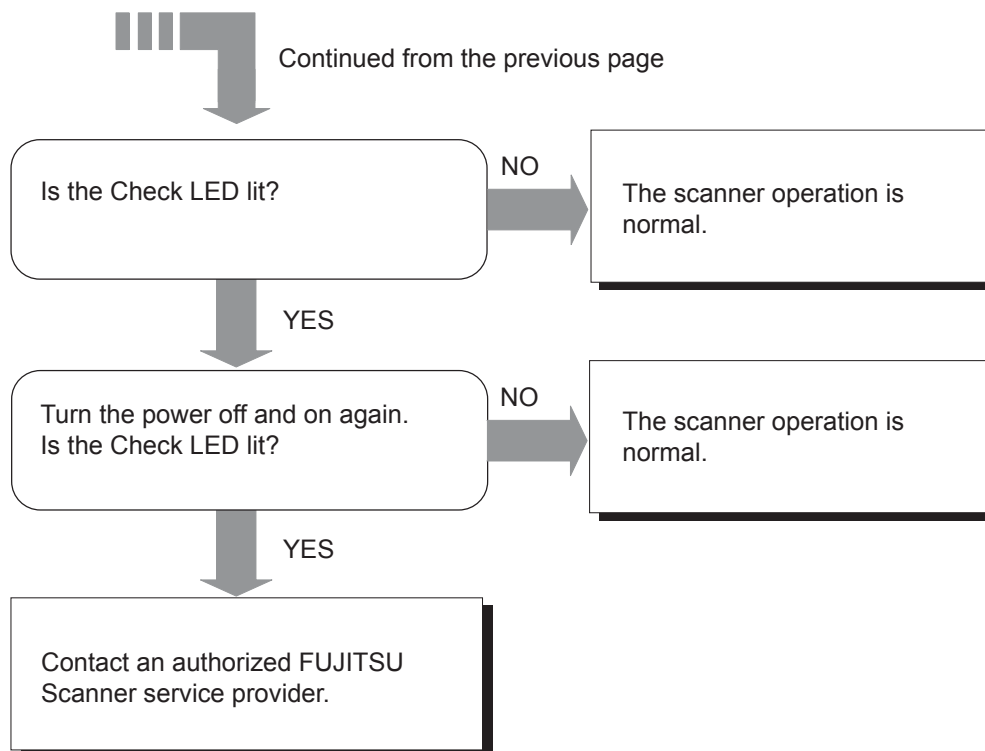 Continued from the previous page
Is the Check LED lit?
NO
The scanner operation is
normal.
YES
Turn the power off and on again.
Is the Check LED lit?
NO
The scanner operation is
normal.
YES
Contact an authorized FUJITSU
Scanner service provider.